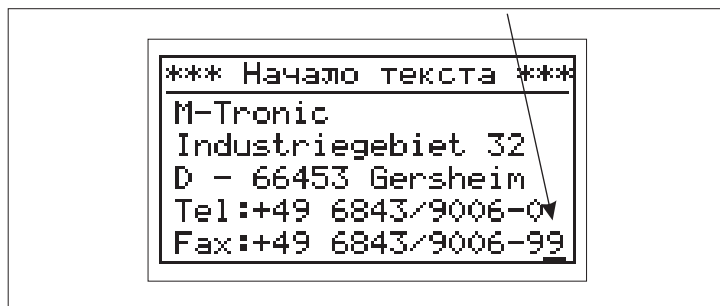 *** Начало текста ***
M-Tronic
Industriegebiet 32
D - 66453 Gersheim
Tel:+49 6843/9006-0
Fax:+49 6843/9006-99